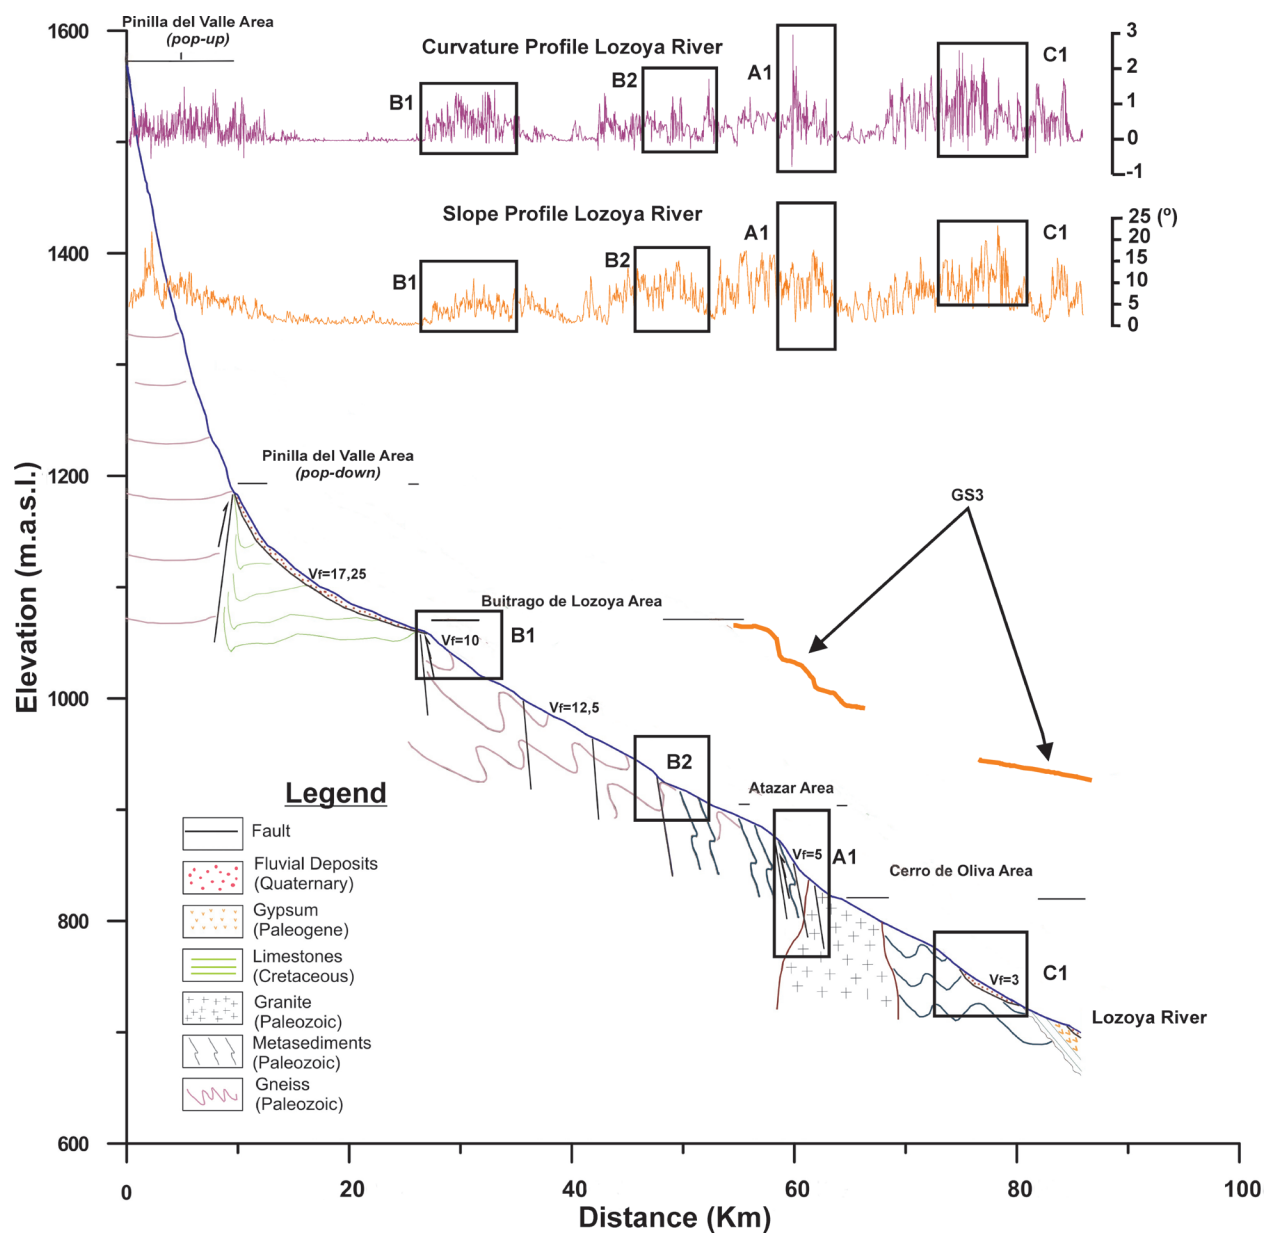 Pinilla del Valle Area
(pop-up)
1600
1500
1400
1300
1200
1000
800
600
Curvature Profile Lozoya River
B1
B2
A1
C1
3
2
1
0
-1
Slope Profile Lozoya River
B1
B2
A1
C1
25 (º)
20
15
10
5
0
Pinilla del Valle Area
(pop-down)
GS3
Vf=17,25
Buitrago de Lozoya Area
B1
Vf=10
Vf=12,5
B2
Atazar Area
Vf=5
A1
Cerro de Oliva Area
Vf=3
C1
Lozoya River
Elevation (m.a.s.l.)
Legend
Fault
Fluvial Deposits
(Quaternary)
Gypsum
(Paleogene)
Limestones
(Cretaceous)
Granite
(Paleozoic)
Metasediments
(Paleozoic)
Gneiss
(Paleozoic)
0
20
40
60
80
100
Distance (Km)